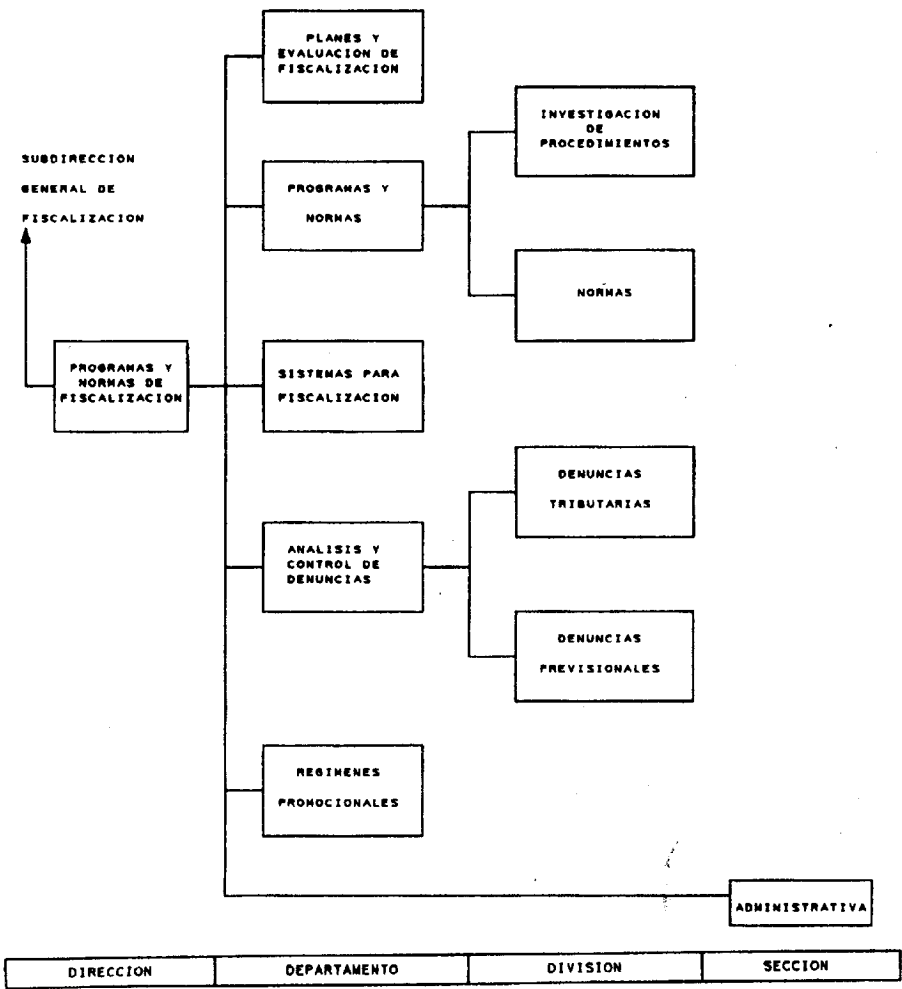 PLANES Y
EVALUACION DE
FISCALIZACION
INVESTIGACION
DE
PROCEDIMIENTOS
SUBDIRECCION
GENERAL DE
FISCALIZACION
PROGRAMAS Y
NORMAS
NORMAS
PROGRAMAS Y
NORMAS DE
FISCALIZACION
SISTEMAS PARA
FISCALIZACION
DENUNCIAS
TRIBUTARIAS
ANALISIS Y
CONTROL DE
DENUNCIAS
DENUNCIAS
PREVISIONALES
REGIMENES
PROMOCIONALES
ADMINISTRATIVA
DIRECCION DEPARTAMENTO DIVISION SECCION